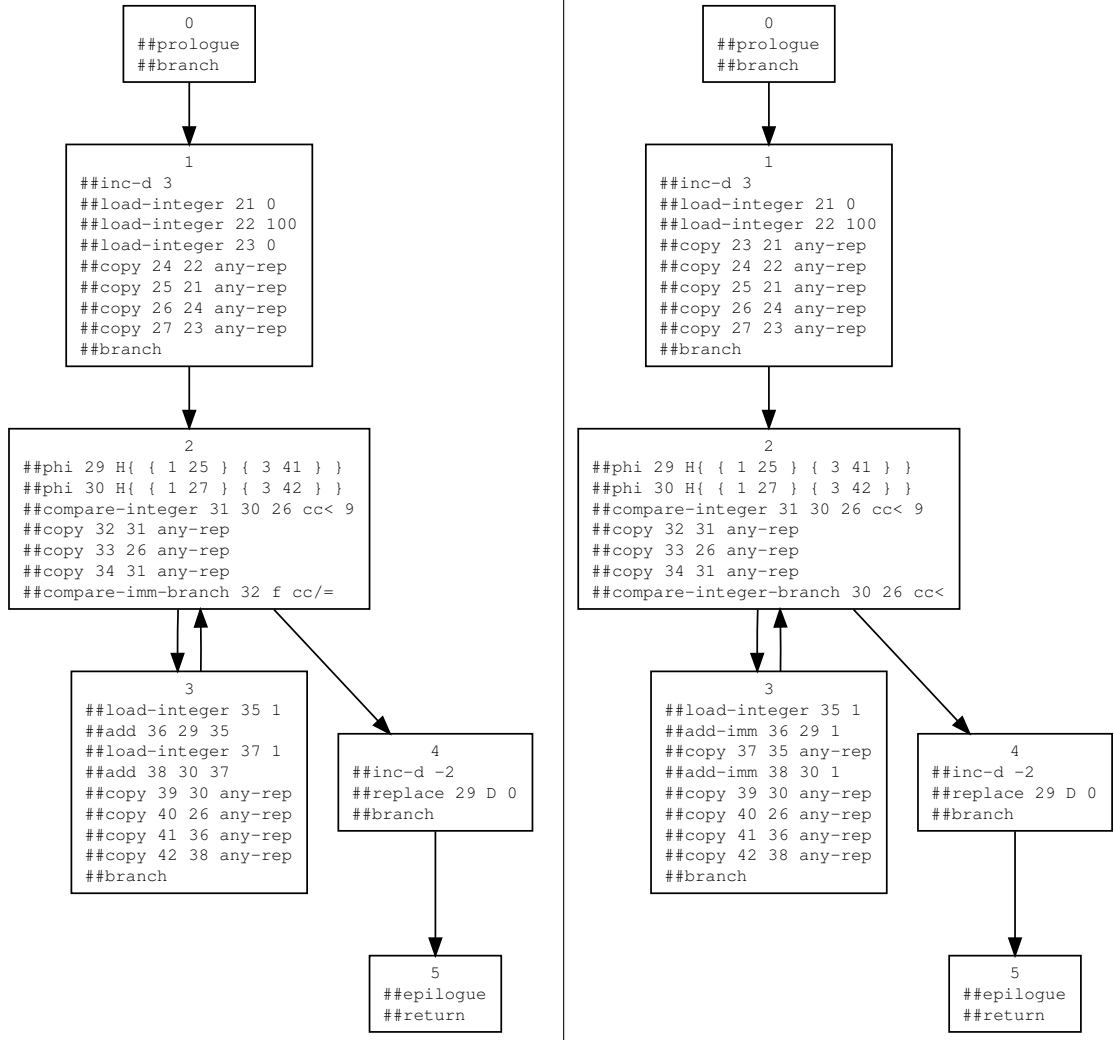 0
##prologue
##branch
1
##inc-d 3
##load-integer 21 0
##load-integer 22 100
##load-integer 23 0
##copy 24 22 any-rep
##copy 25 21 any-rep
##copy 26 24 any-rep
##copy 27 23 any-rep
##branch
2
##phi 29 H{ { 1 25 } { 3 41 } }
##phi 30 H{ { 1 27 } { 3 42 } }
##compare-integer 31 30 26 cc< 9
##copy 32 31 any-rep
##copy 33 26 any-rep
##copy 34 31 any-rep
##compare-imm-branch 32 f cc/=
3
##load-integer 35 1
##add 36 29 35
##load-integer 37 1
##add 38 30 37
##copy 39 30 any-rep
##copy 40 26 any-rep
##copy 41 36 any-rep
##copy 42 38 any-rep
##branch
4
##inc-d -2
##replace 29 D 0
##branch
5
##epilogue
##return
0
##prologue
##branch
1
##inc-d 3
##load-integer 21 0
##load-integer 22 100
##copy 23 21 any-rep
##copy 24 22 any-rep
##copy 25 21 any-rep
##copy 26 24 any-rep
##copy 27 23 any-rep
##branch
2
##phi 29 H{ { 1 25 } { 3 41 } }
##phi 30 H{ { 1 27 } { 3 42 } }
##compare-integer 31 30 26 cc< 9
##copy 32 31 any-rep
##copy 33 26 any-rep
##copy 34 31 any-rep
##compare-integer-branch 30 26 cc<
3
##load-integer 35 1
##add-imm 36 29 1
##copy 37 35 any-rep
##add-imm 38 30 1
##copy 39 30 any-rep
##copy 40 26 any-rep
##copy 41 36 any-rep
##copy 42 38 any-rep
##branch
4
##inc-d -2
##replace 29 D 0
##branch
5
##epilogue
##return